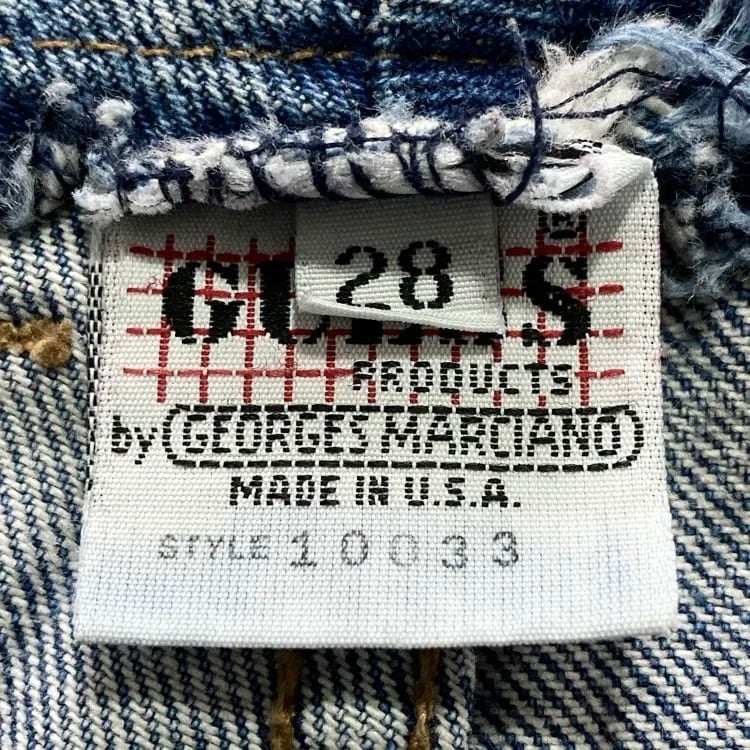 28
PRODUCTS
by GEORGES MARCIANO
MADE IN U.S.A.
STYLE 10033